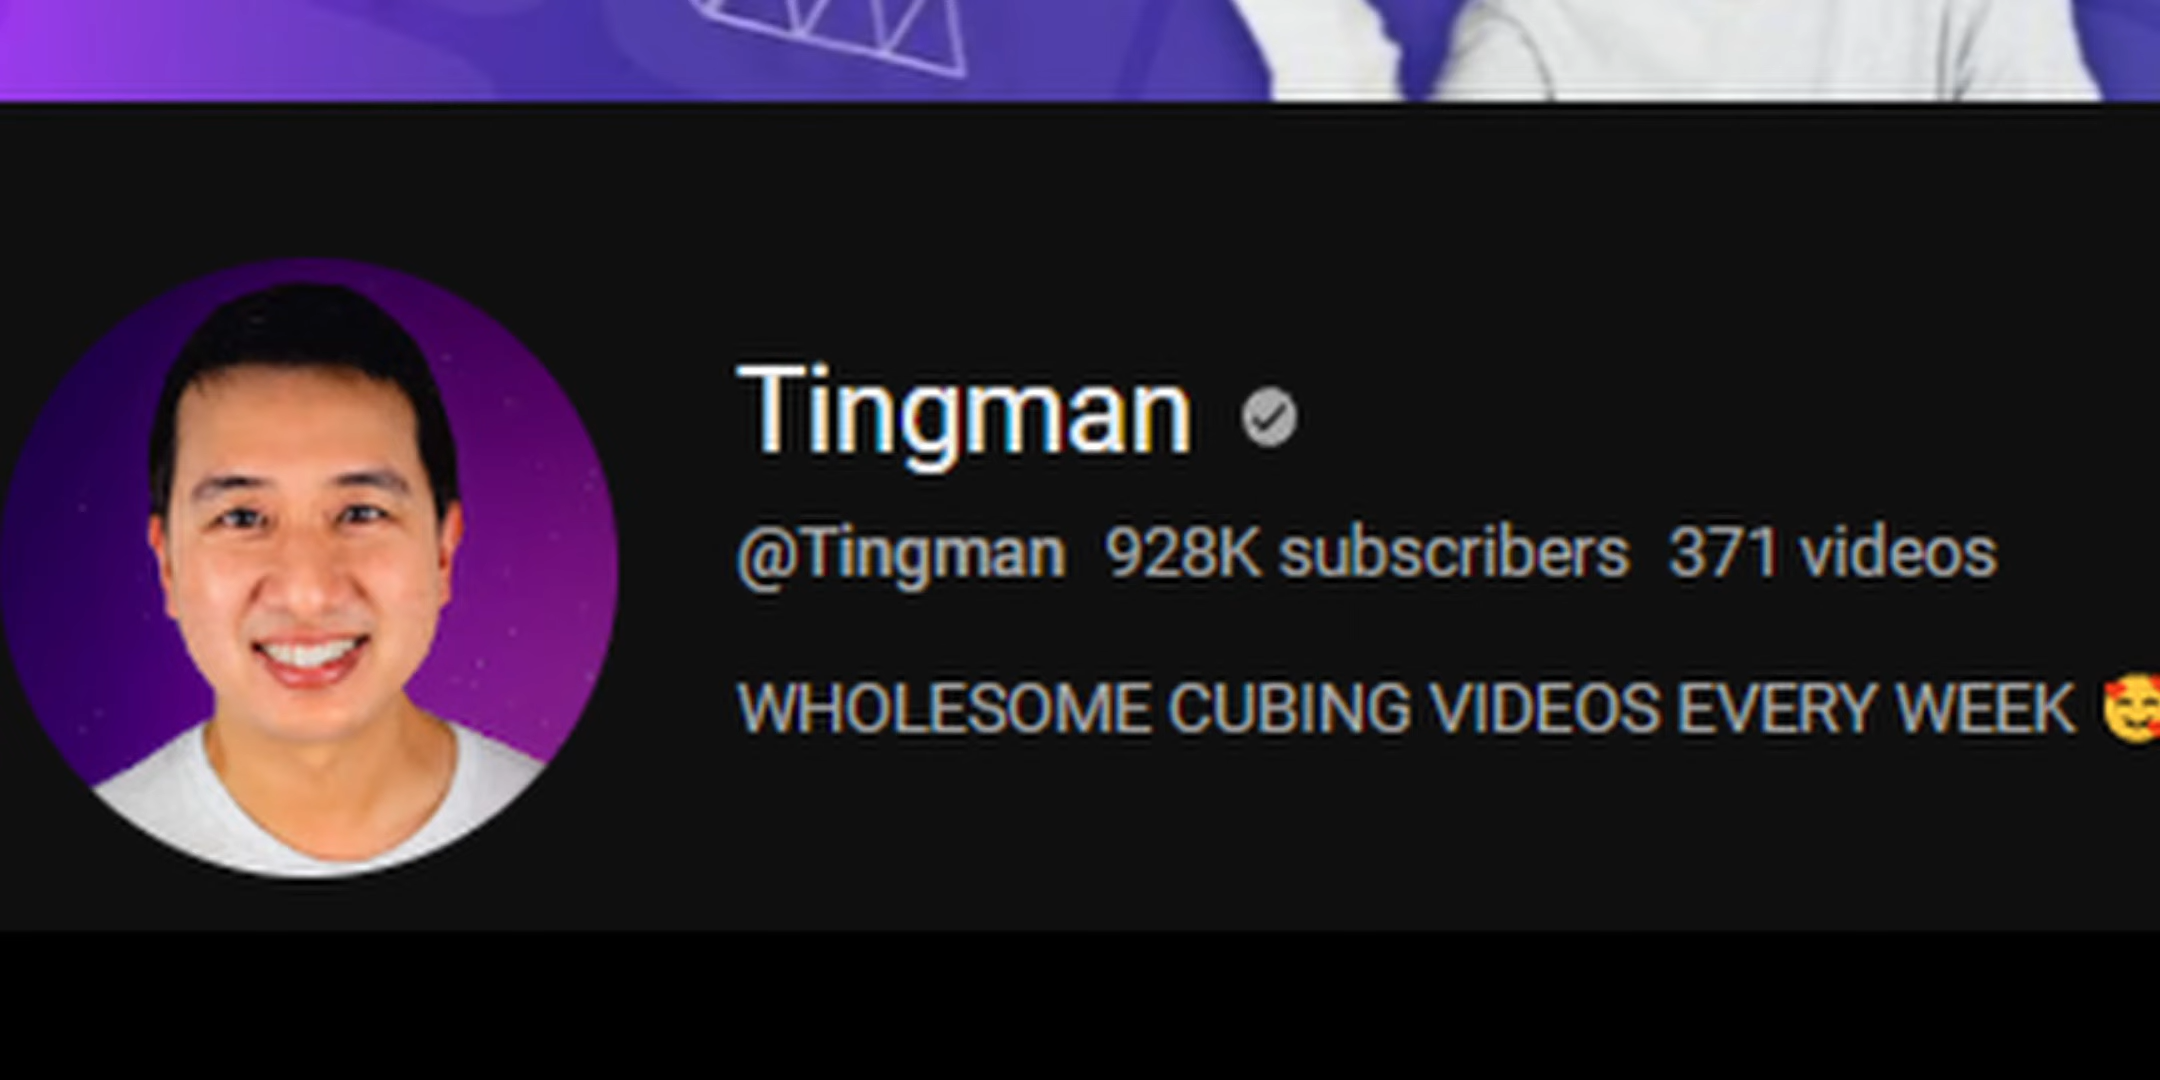 Tingman
@Tingman 928K subscribers 371 videos
WHOLESOME CUBING VIDEOS EVERY WEEK 🥰